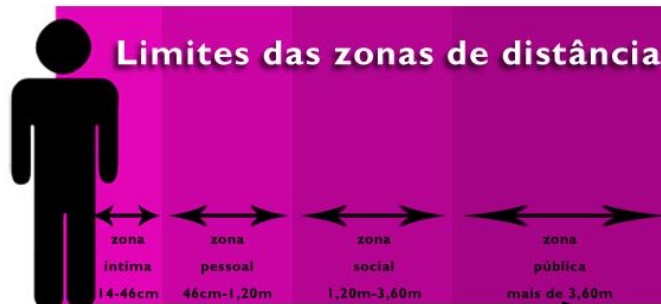 Limites das zonas de distância
zona
íntima
14-46cm
zona
pessoal
46cm-1,20m
zona
social
1,20m-3,60m
zona
pública
mais de 3,60m